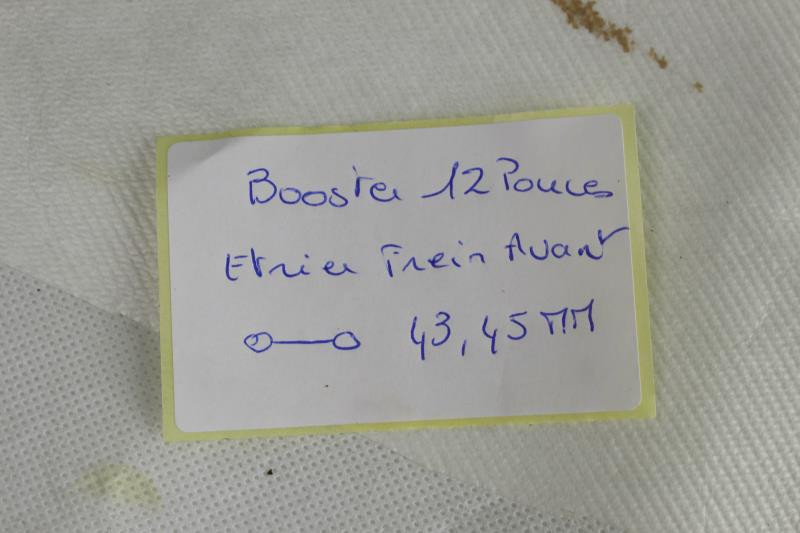 Booster 12 Pouces
Etrier Frein Avant
43,45 MM